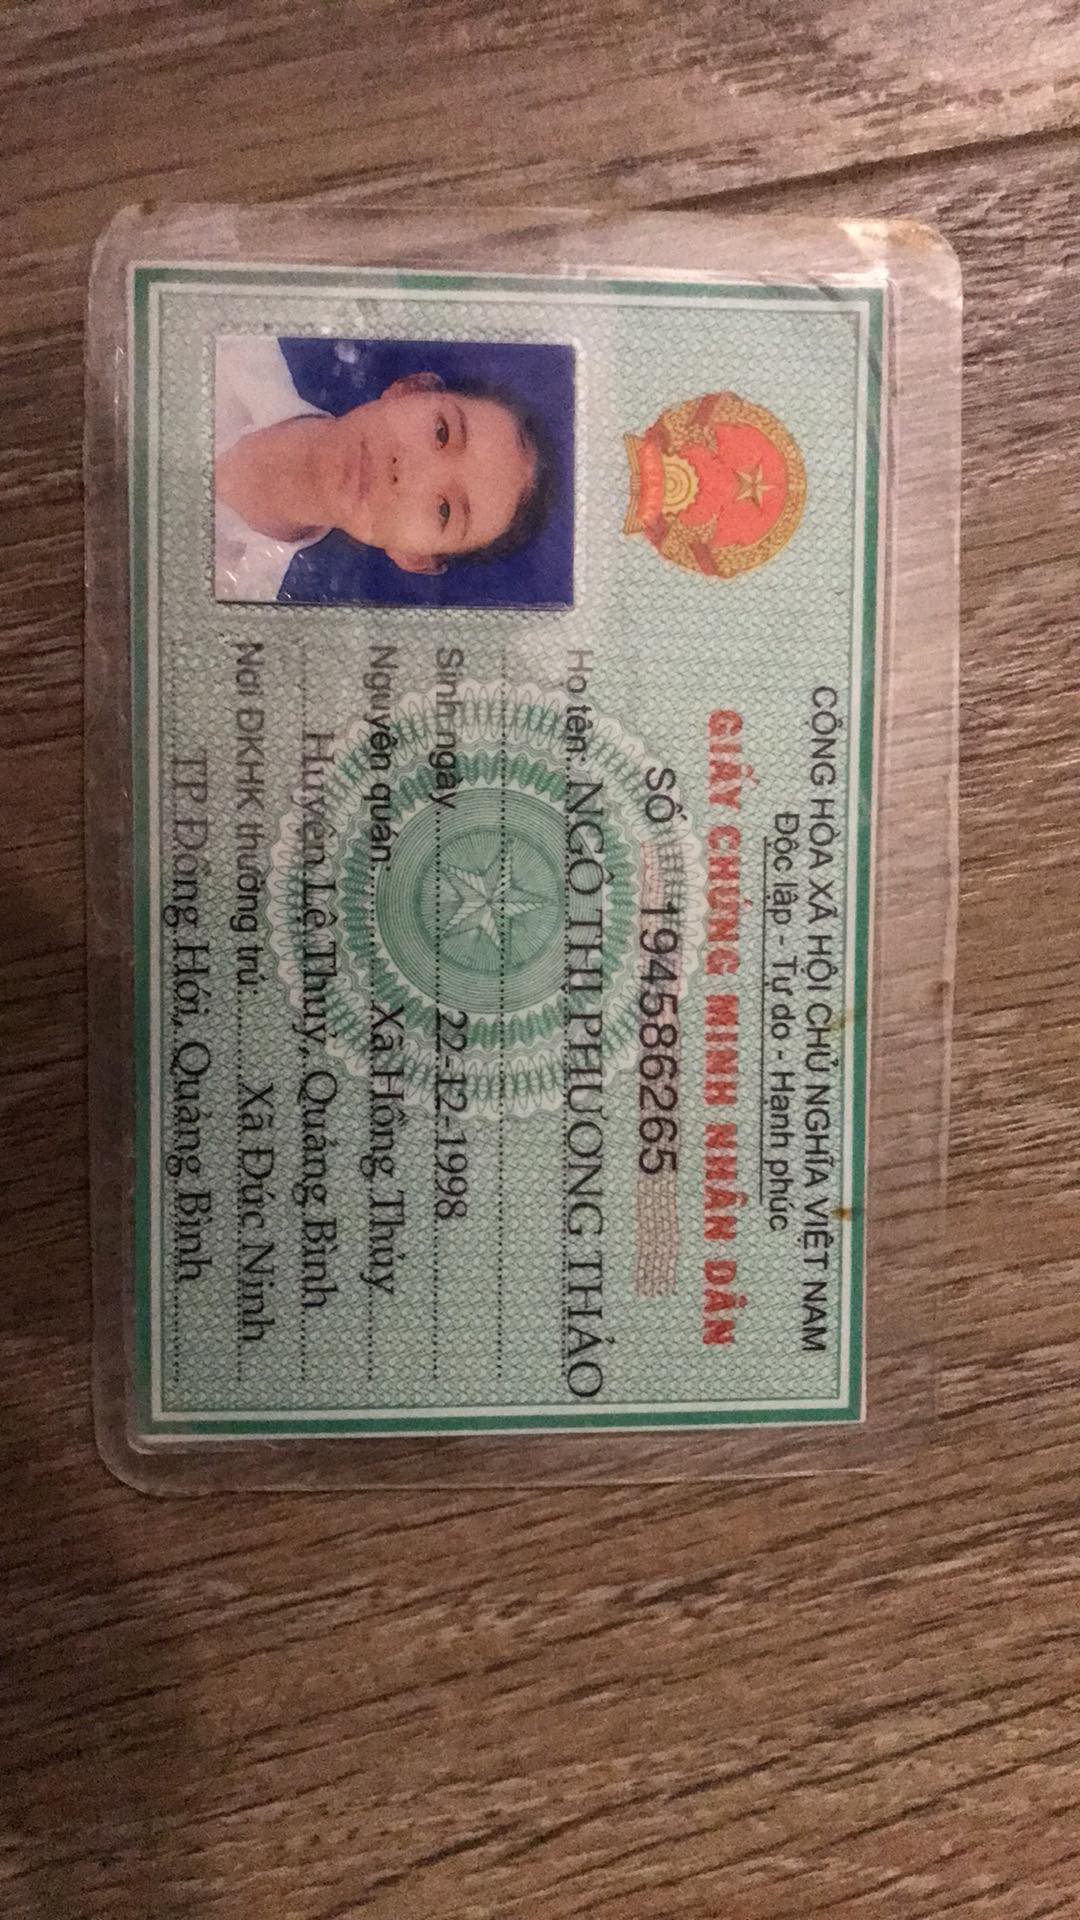 CỘNG HÒA XÃ HỘI CHỦ NGHĨA VIỆT NAM
Độc lập - Tự do - Hạnh phúc
GIẤY CHỨNG MINH NHÂN DÂN
SỐ 194586265
Họ tên: NGÔ THỊ PHƯƠNG THẢO
Sinh ngày 22-12-1998
Nguyên quán: Xã Hồng Thủy
Huyện Lệ Thuỷ, Quảng Bình
Nơi ĐKHK thường trú: Xã Đức Ninh
TP.Đồng Hới, Quảng Bình